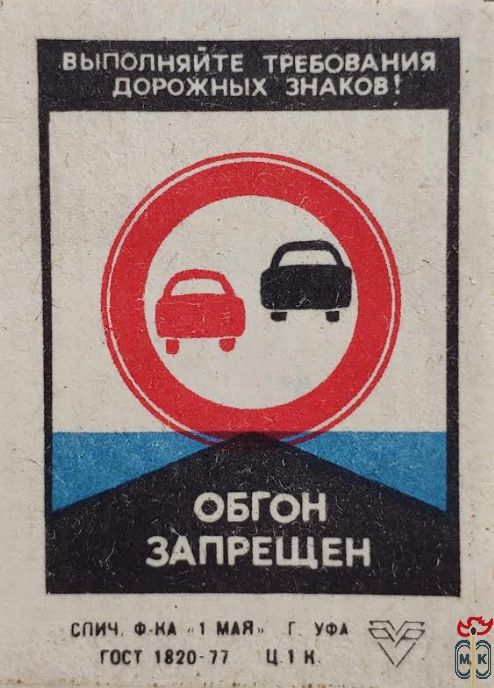 ВЫПОЛНЯЙТЕ ТРЕБОВАНИЯ
ДОРОЖНЫХ ЗНАКОВ!
ОБГОН
ЗАПРЕЩЕН
СПИЧ. Ф-КА «1 МАЯ» Г. УФА
ГОСТ 1820-77 Ц. 1 К.
М К